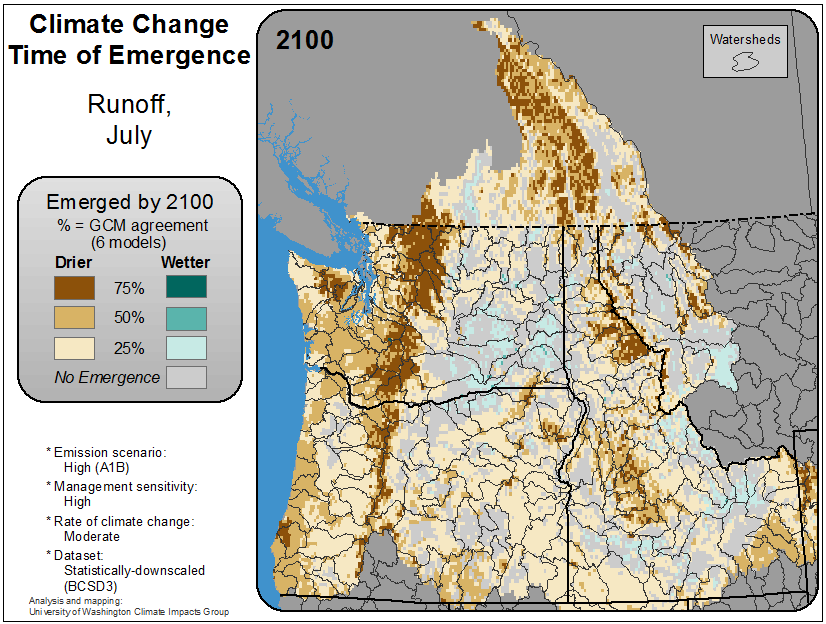 Climate Change
Time of Emergence
Runoff,
July
Emerged by 2100
% = GCM agreement
(6 models)
Drier Wetter
75%
50%
25%
No Emergence
* Emission scenario:
High (A1B)
* Management sensitivity:
High
* Rate of climate change:
Moderate
* Dataset:
Statistically-downscaled
(BCSD3)
Analysis and mapping:
University of Washington Climate Impacts Group
2100
Watersheds